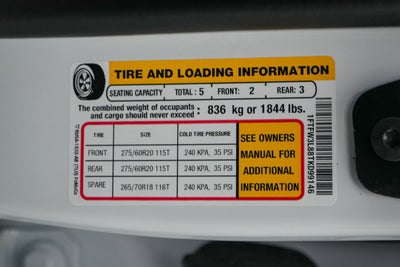 TIRE AND LOADING INFORMATION
SEATING CAPACITY TOTAL : 5 FRONT: 2 REAR: 3
The combined weight of occupants
and cargo should never exceed : 836 kg or 1844 lbs.
TIRE SIZE COLD TIRE PRESSURE
FRONT 275/60R20 115T 240 KPA, 35 PSI
REAR 275/60R20 115T 240 KPA, 35 PSI
SPARE 265/70R18 116T 240 KPA, 35 PSI
SEE OWNERS
MANUAL FOR
ADDITIONAL
INFORMATION
1FTFW3L88TKD99146